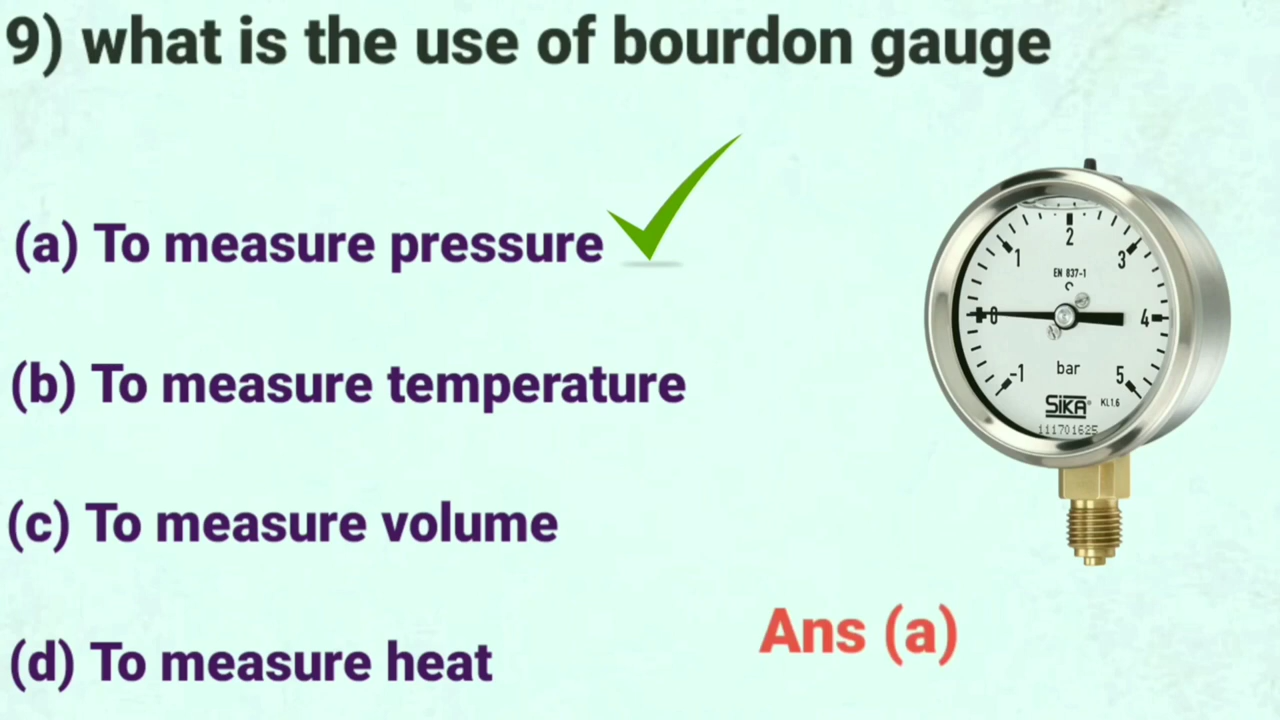 9) what is the use of bourdon gauge
(a) To measure pressure
(b) To measure temperature
(c) To measure volume
(d) To measure heat
Ans (a)
2
1
3
EN 837-1
0
4
bar
-1
5
SiKA®
KL1.6
111701625